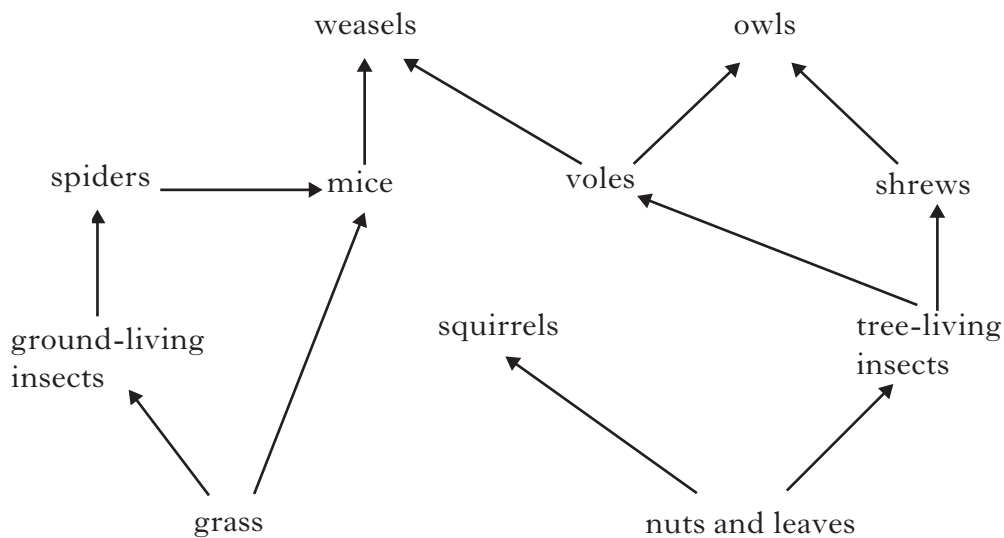 weasels
owls
spiders
mice
voles
shrews
ground-living
insects
squirrels
tree-living
insects
grass
nuts and leaves